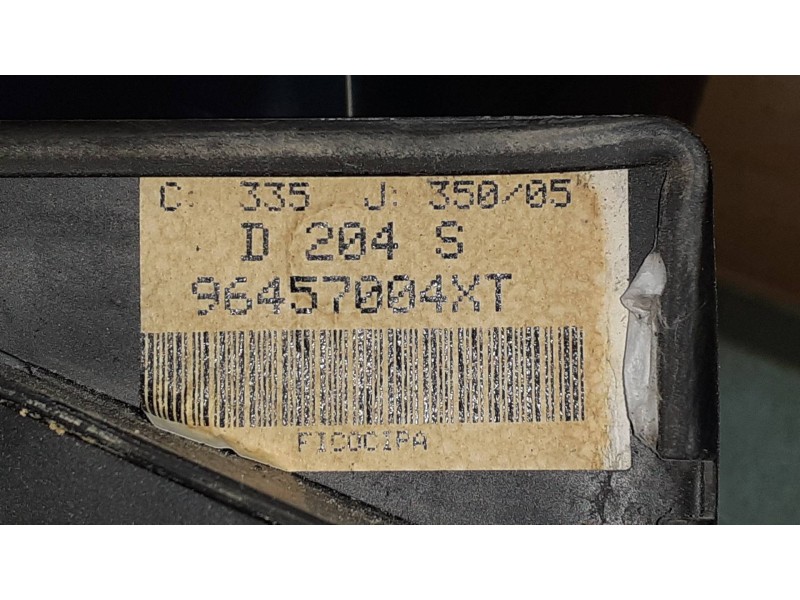 C: 335 J: 350/05
D 204 S
96457004XT
FICOCIPA